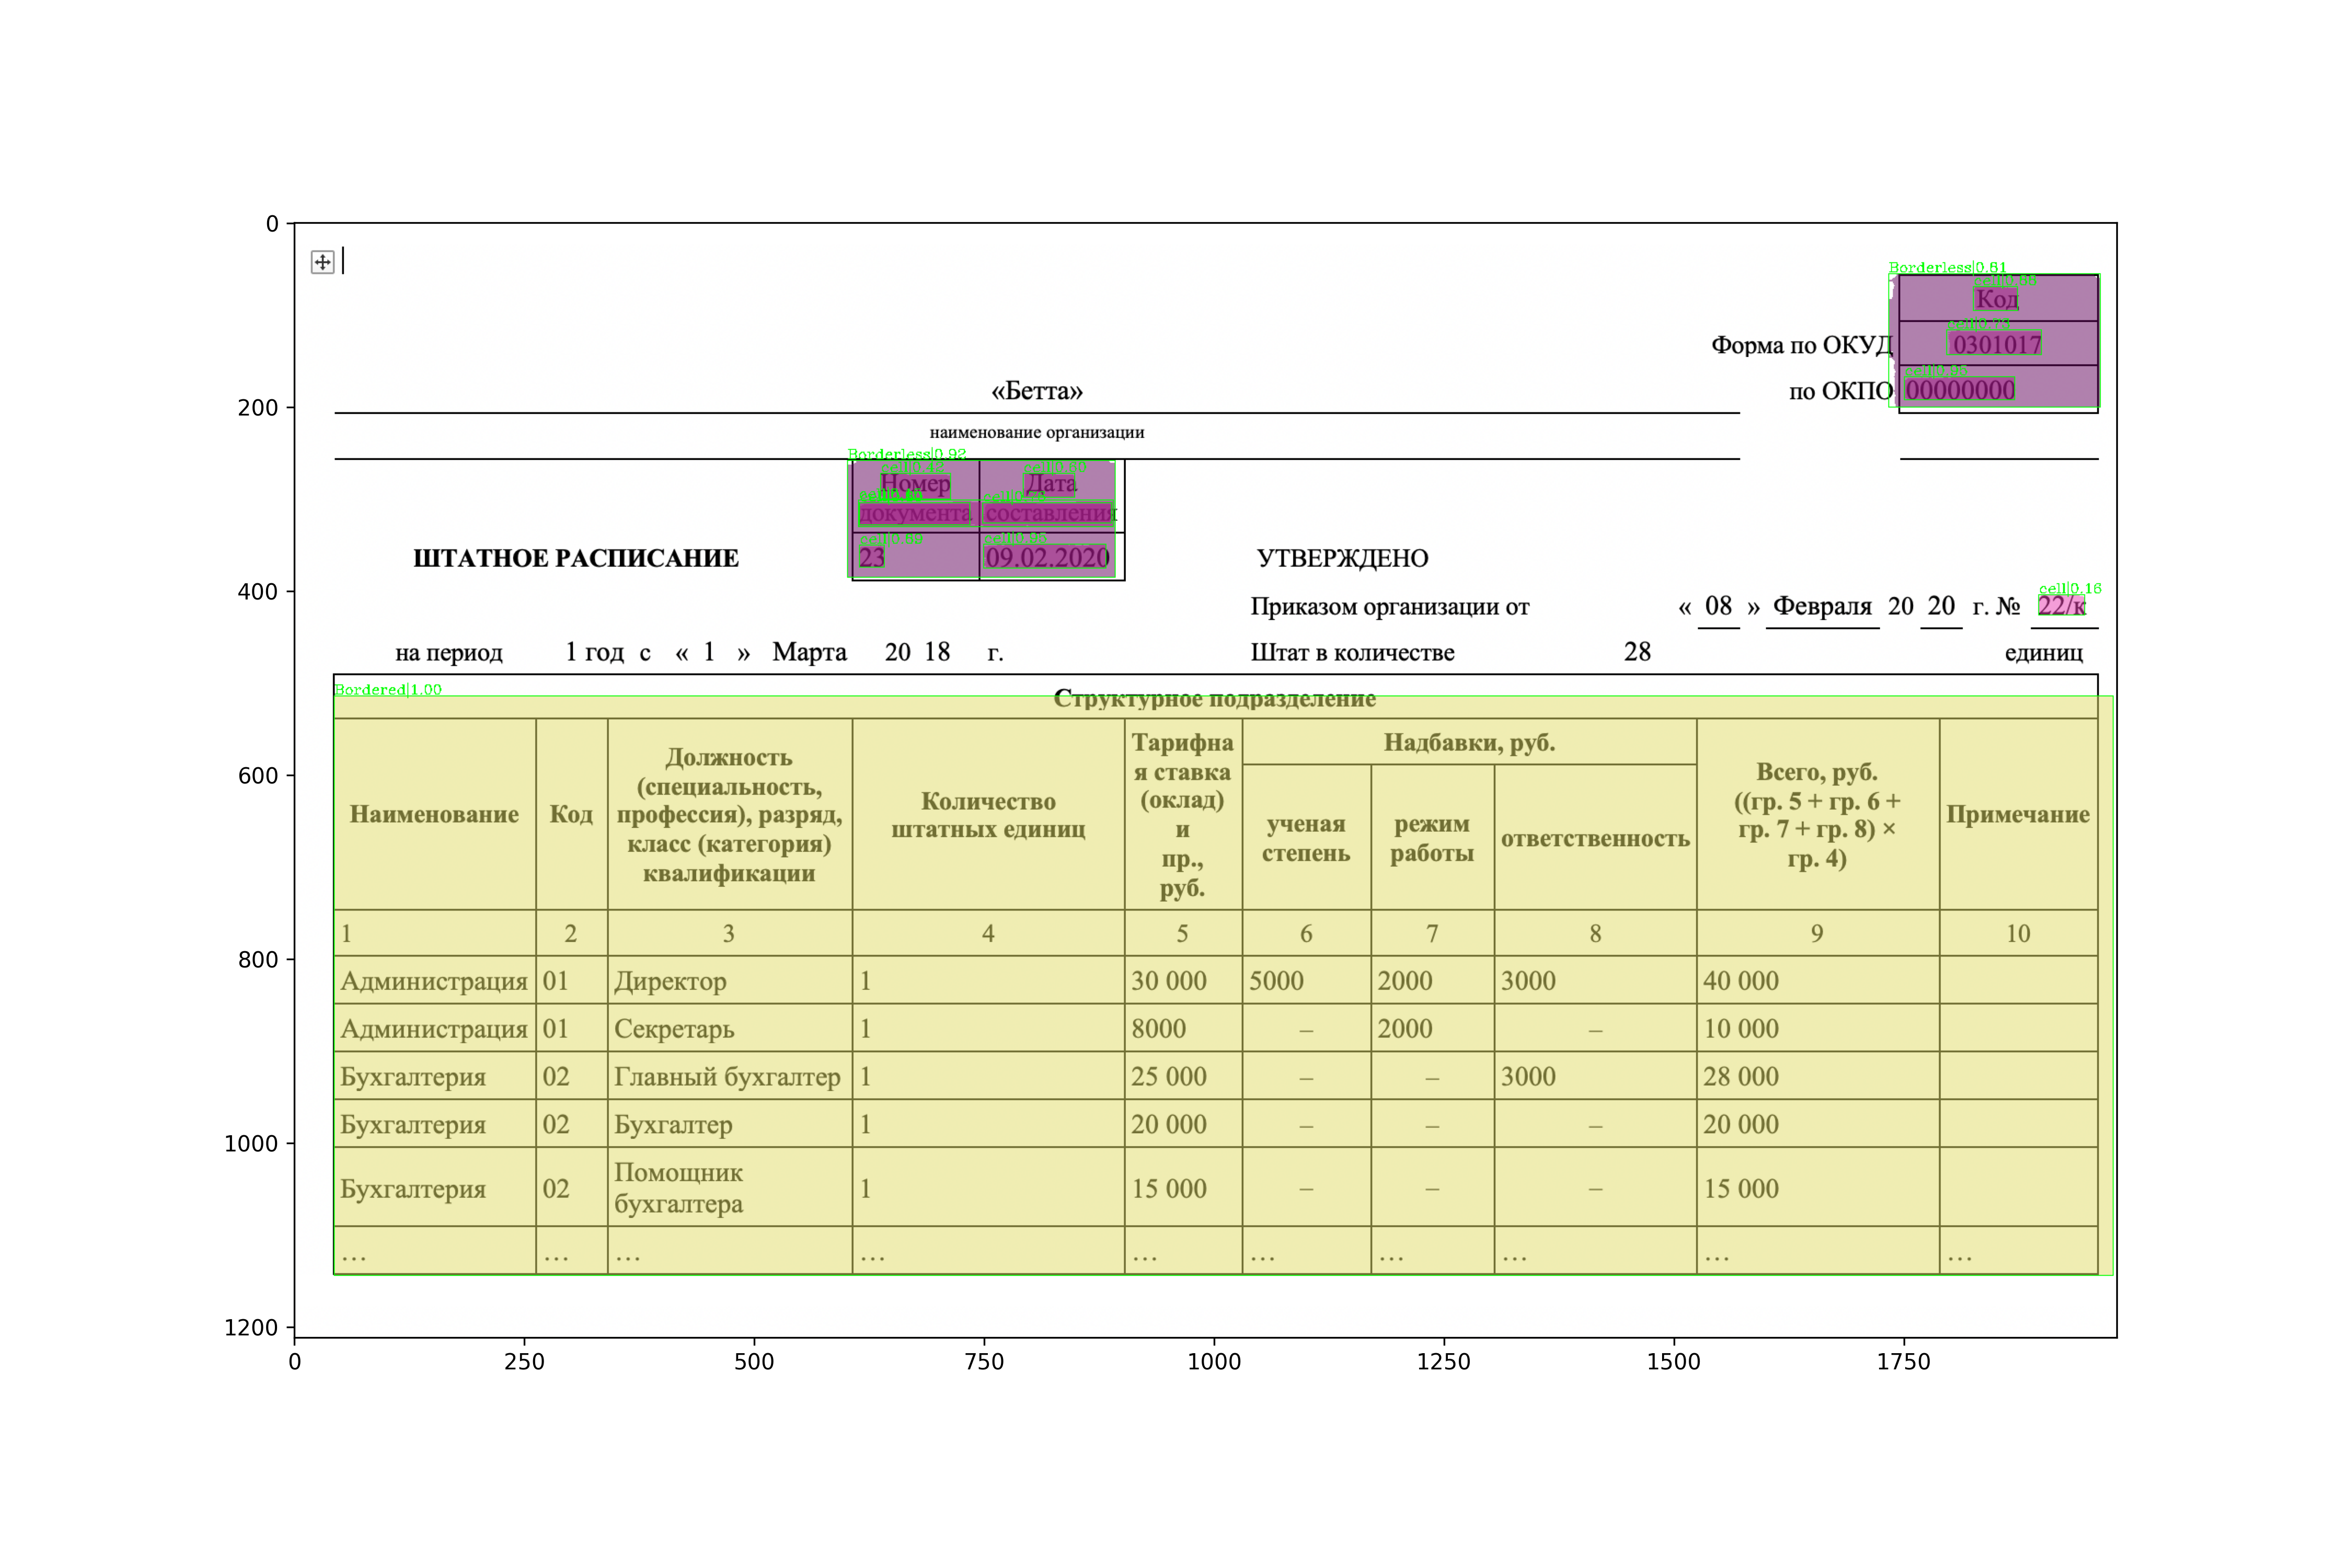 0
200
400
600
800
1000
1200
0 250 500 750 1000 1250 1500 1750
Borderless|0.61
Код
Форма по ОКУД 0301017
«Бетта» по ОКПО 00000000
наименование организации
Borderless|0.92
Номер Дата
документа составления
ШТАТНОЕ РАСПИСАНИЕ 23 09.02.2020 УТВЕРЖДЕНО
cell|0.16
Приказом организации от « 08 » Февраля 20 20 г. № 22/к
на период 1 год с « 1 » Марта 20 18 г. Штат в количестве 28 единиц
Bordered|1.00
Структурное подразделение
Наименование
Код
Должность
(специальность,
профессия), разряд,
класс (категория)
квалификации
Количество
штатных единиц
Тарифна
я ставка
(оклад)
и
пр.,
руб.
Надбавки, руб.
ученая
степень
режим
работы
ответственность
Всего, руб.
((гр. 5 + гр. 6 +
гр. 7 + гр. 8) ×
гр. 4)
Примечание
1 2 3 4 5 6 7 8 9 10
Администрация 01 Директор 1 30 000 5000 2000 3000 40 000
Администрация 01 Секретарь 1 8000 – 2000 – 10 000
Бухгалтерия 02 Главный бухгалтер 1 25 000 – – 3000 28 000
Бухгалтерия 02 Бухгалтер 1 20 000 – – – 20 000
Бухгалтерия 02 Помощник бухгалтера 1 15 000 – – – 15 000
… … … … … … … … … …